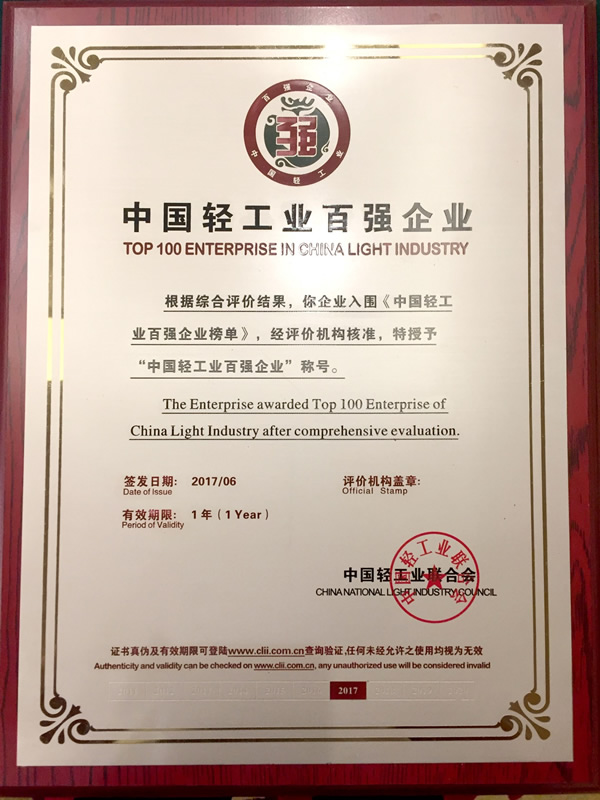 百强企业
强
中国轻工业
中国轻工业百强企业
TOP 100 ENTERPRISE IN CHINA LIGHT INDUSTRY
根据综合评价结果，你企业入围《中国轻工
业百强企业榜单》，经评价机构核准，特授予
“中国轻工业百强企业”称号。
The Enterprise awarded Top 100 Enterprise of
China Light Industry after comprehensive evaluation.
签发日期： 2017/06 评价机构盖章：
Date of Issue Official Stamp
有效期限： 1 年（1 Year）
Period of Validity
中国轻工业联合会
中国轻工业联合会
CHINA NATIONAL LIGHT INDUSTRY COUNCIL
证书真伪及有效期限可登陆www.clii.com.cn查询验证,任何未经允许之使用均视为无效
Authenticity and validity can be checked on www.clii.com.cn, any unauthorized use will be considered invalid
2017